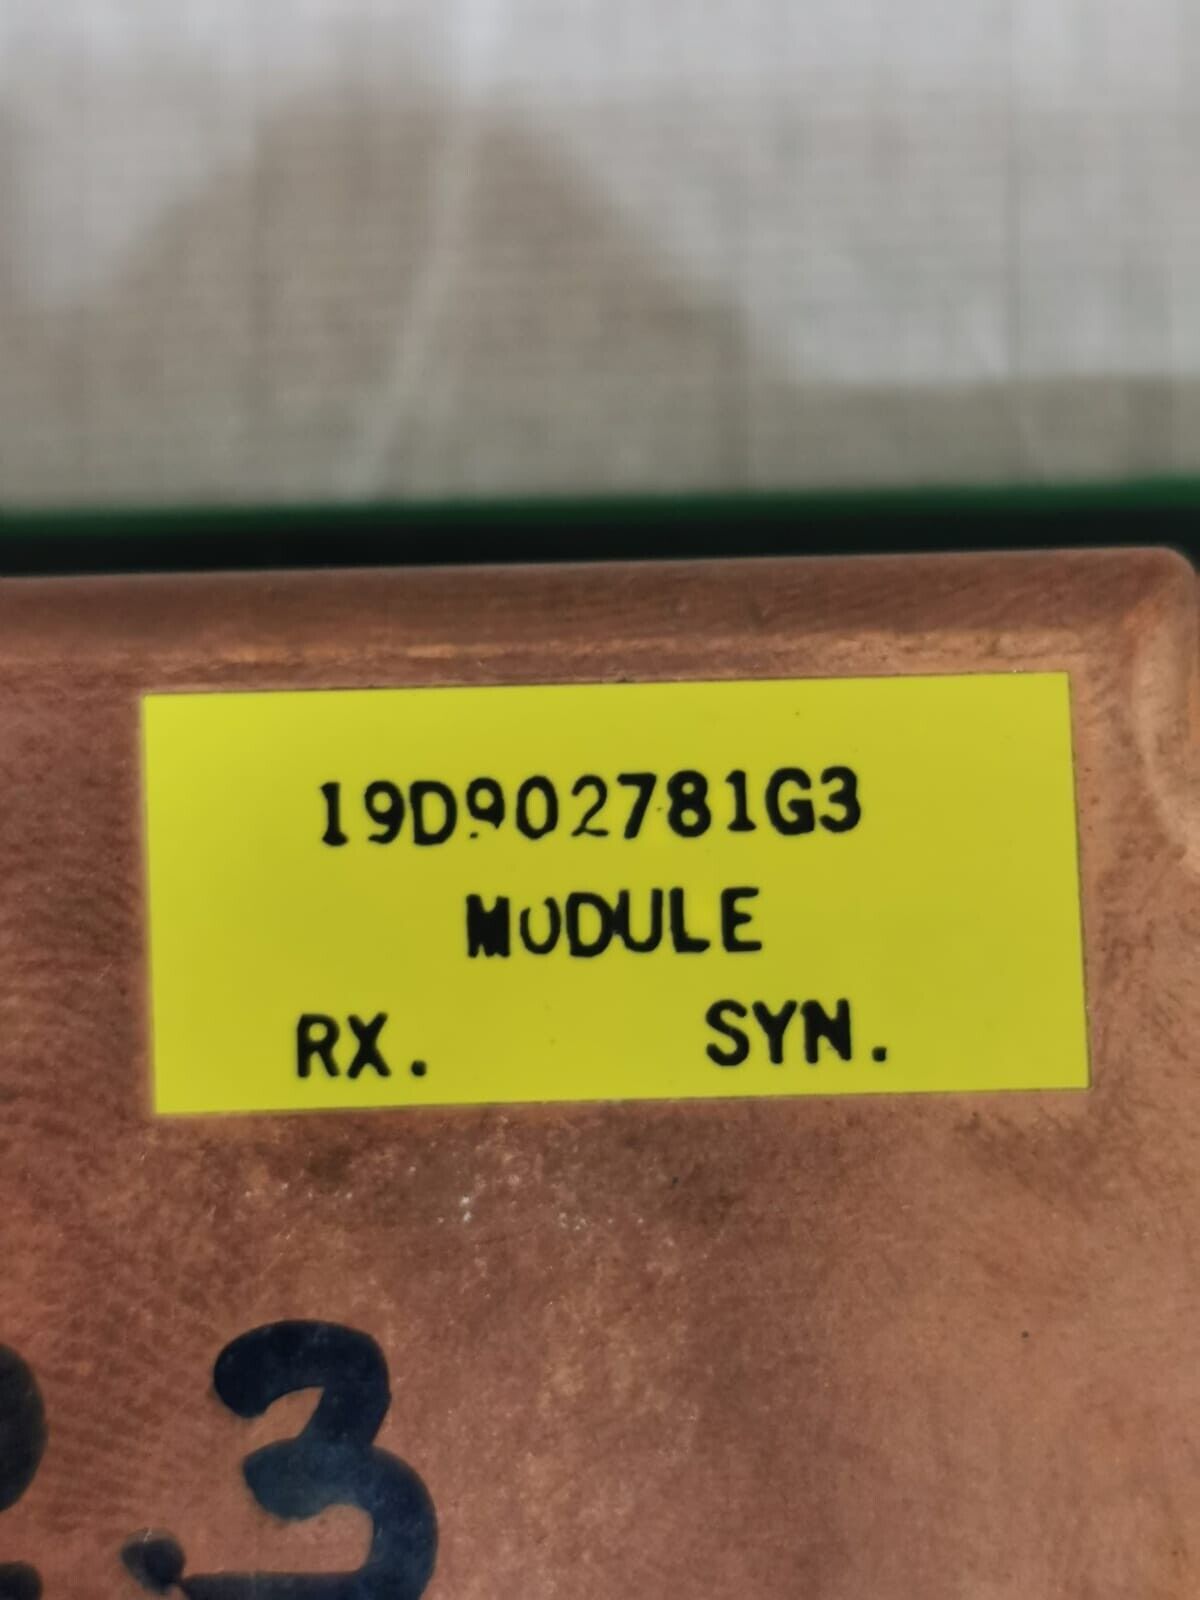 19D902781G3
MODULE
RX. SYN.
3